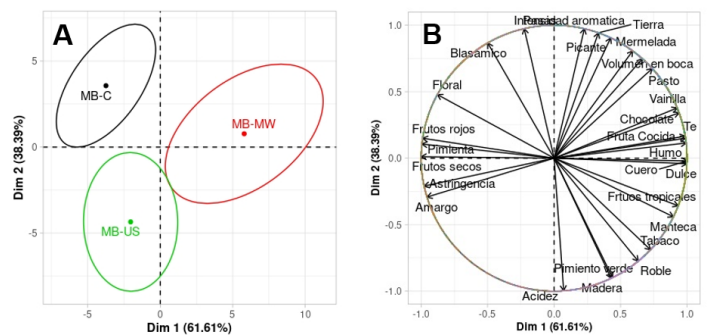 A
MB-C
MB-MW
MB-US
Dim 2 (38.39%)
5
0
-5
-5
0
5
10
Dim 1 (61.61%)
B
Dim 2 (38.39%)
1.0
0.5
0.0
-0.5
-1.0
-1.0
-0.5
0.0
0.5
1.0
Dim 1 (61.61%)
aromatica
Tierra
Picante
Mermelada
Blasamico
Volumen en boca
Pasto
Floral
Vainilla
Chocolate
Te
Frutos rojos
Fruta Cocida
Pimienta
Humo
Frutos secos
Cuero
Dulce
Astringencia
Frtuos tropicales
Amargo
Manteca
Tabaco
Pimiento verde
Roble
Madera
Acidez